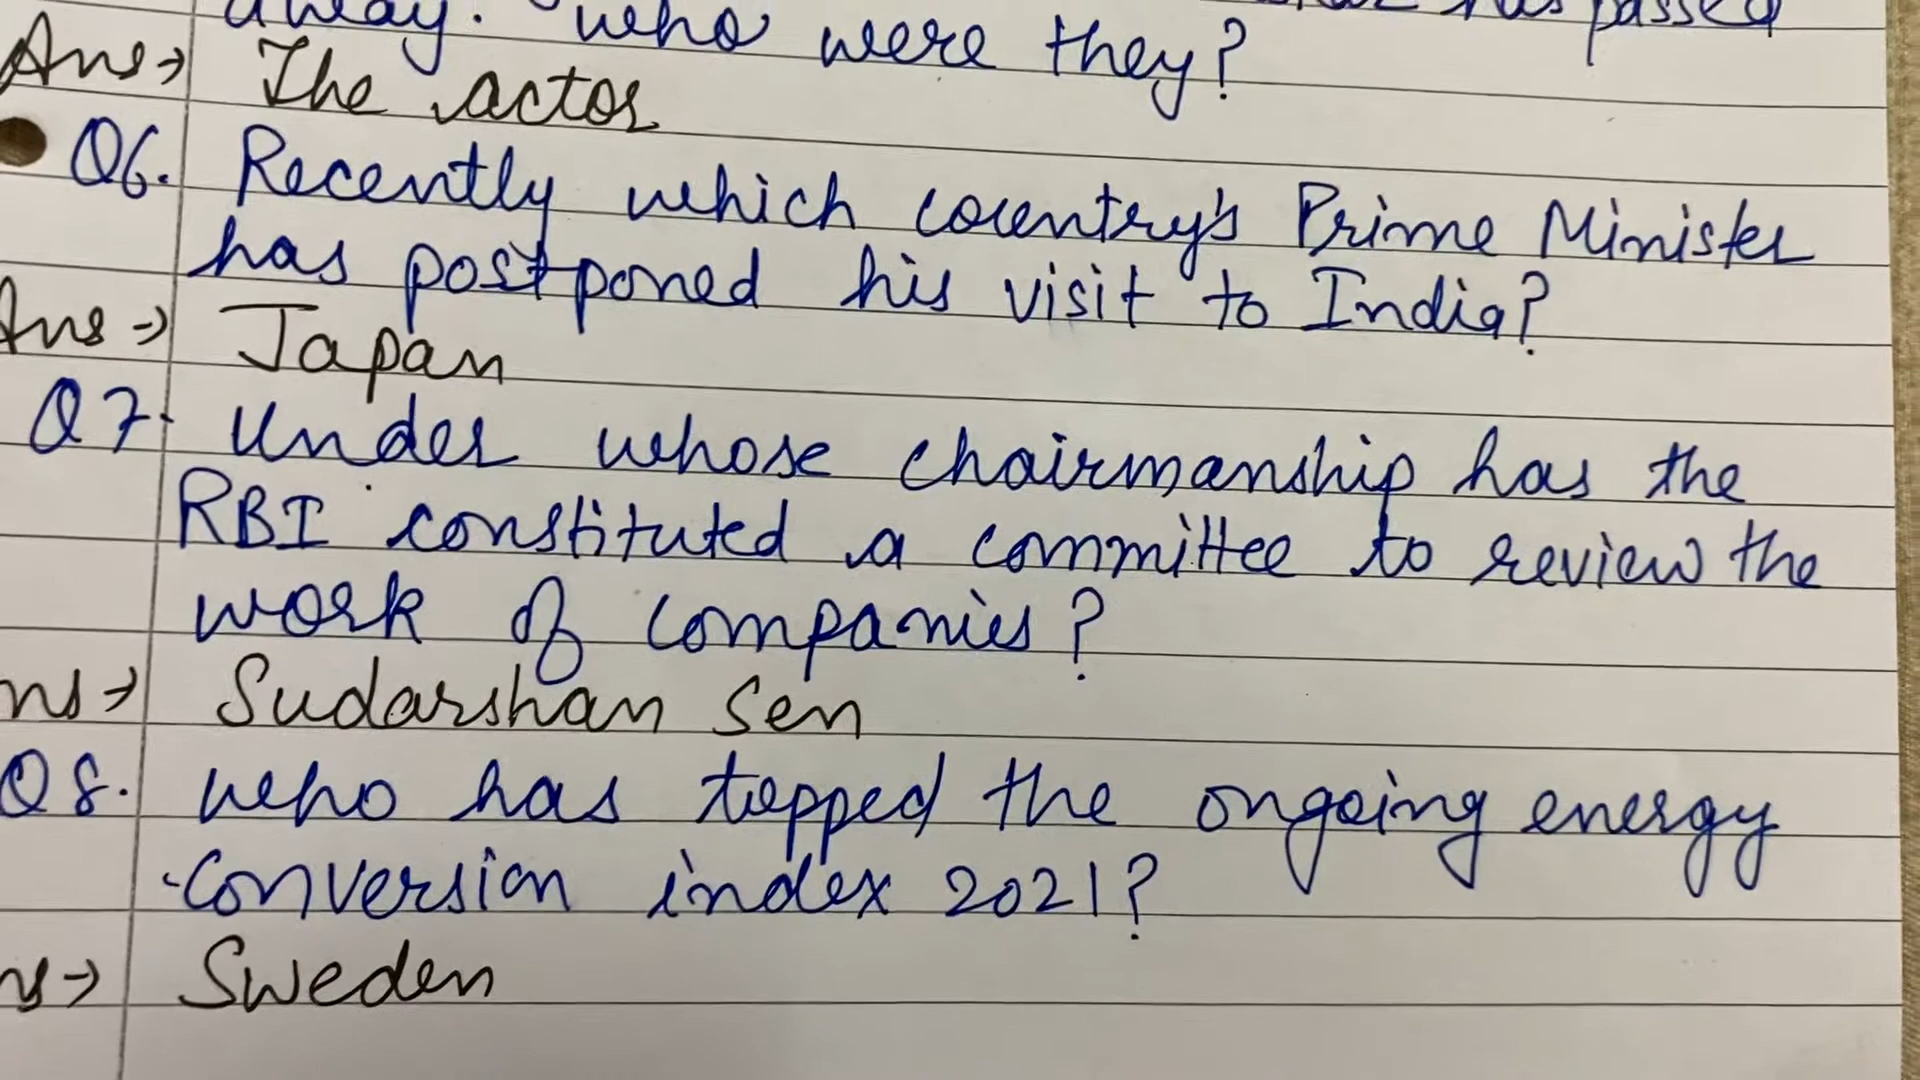 away. who were they?
Ans→ The actor
Q6. Recently which country's Prime Minister
has postponed his visit to India?
Ans→ Japan
Q7. Under whose chairmanship has the
RBI constituted a committee to review the
work of companies?
ns→ Sudarshan Sen
Q8. who has topped the ongoing energy
conversion index 2021?
ns→ Sweden